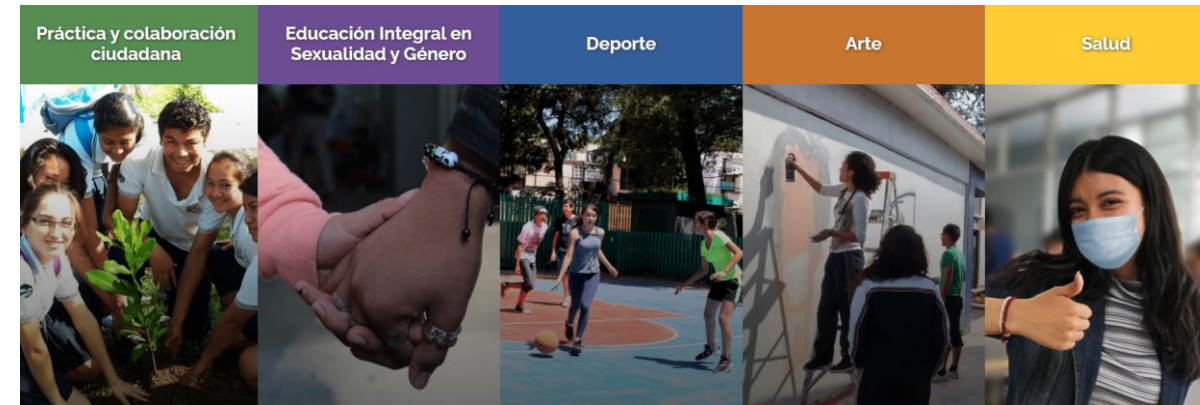 Práctica y colaboración
ciudadana
Educación Integral en
Sexualidad y Género
Deporte
Arte
Salud